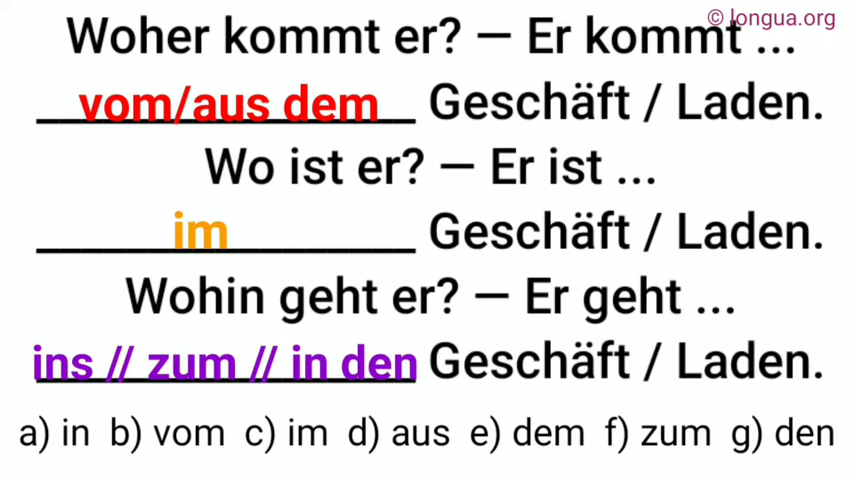 © longua.org
Woher kommt er? – Er kommt ...
vom/aus dem Geschäft / Laden.
Wo ist er? – Er ist ...
im Geschäft / Laden.
Wohin geht er? – Er geht ...
ins // zum // in den Geschäft / Laden.
a) in b) vom c) im d) aus e) dem f) zum g) den